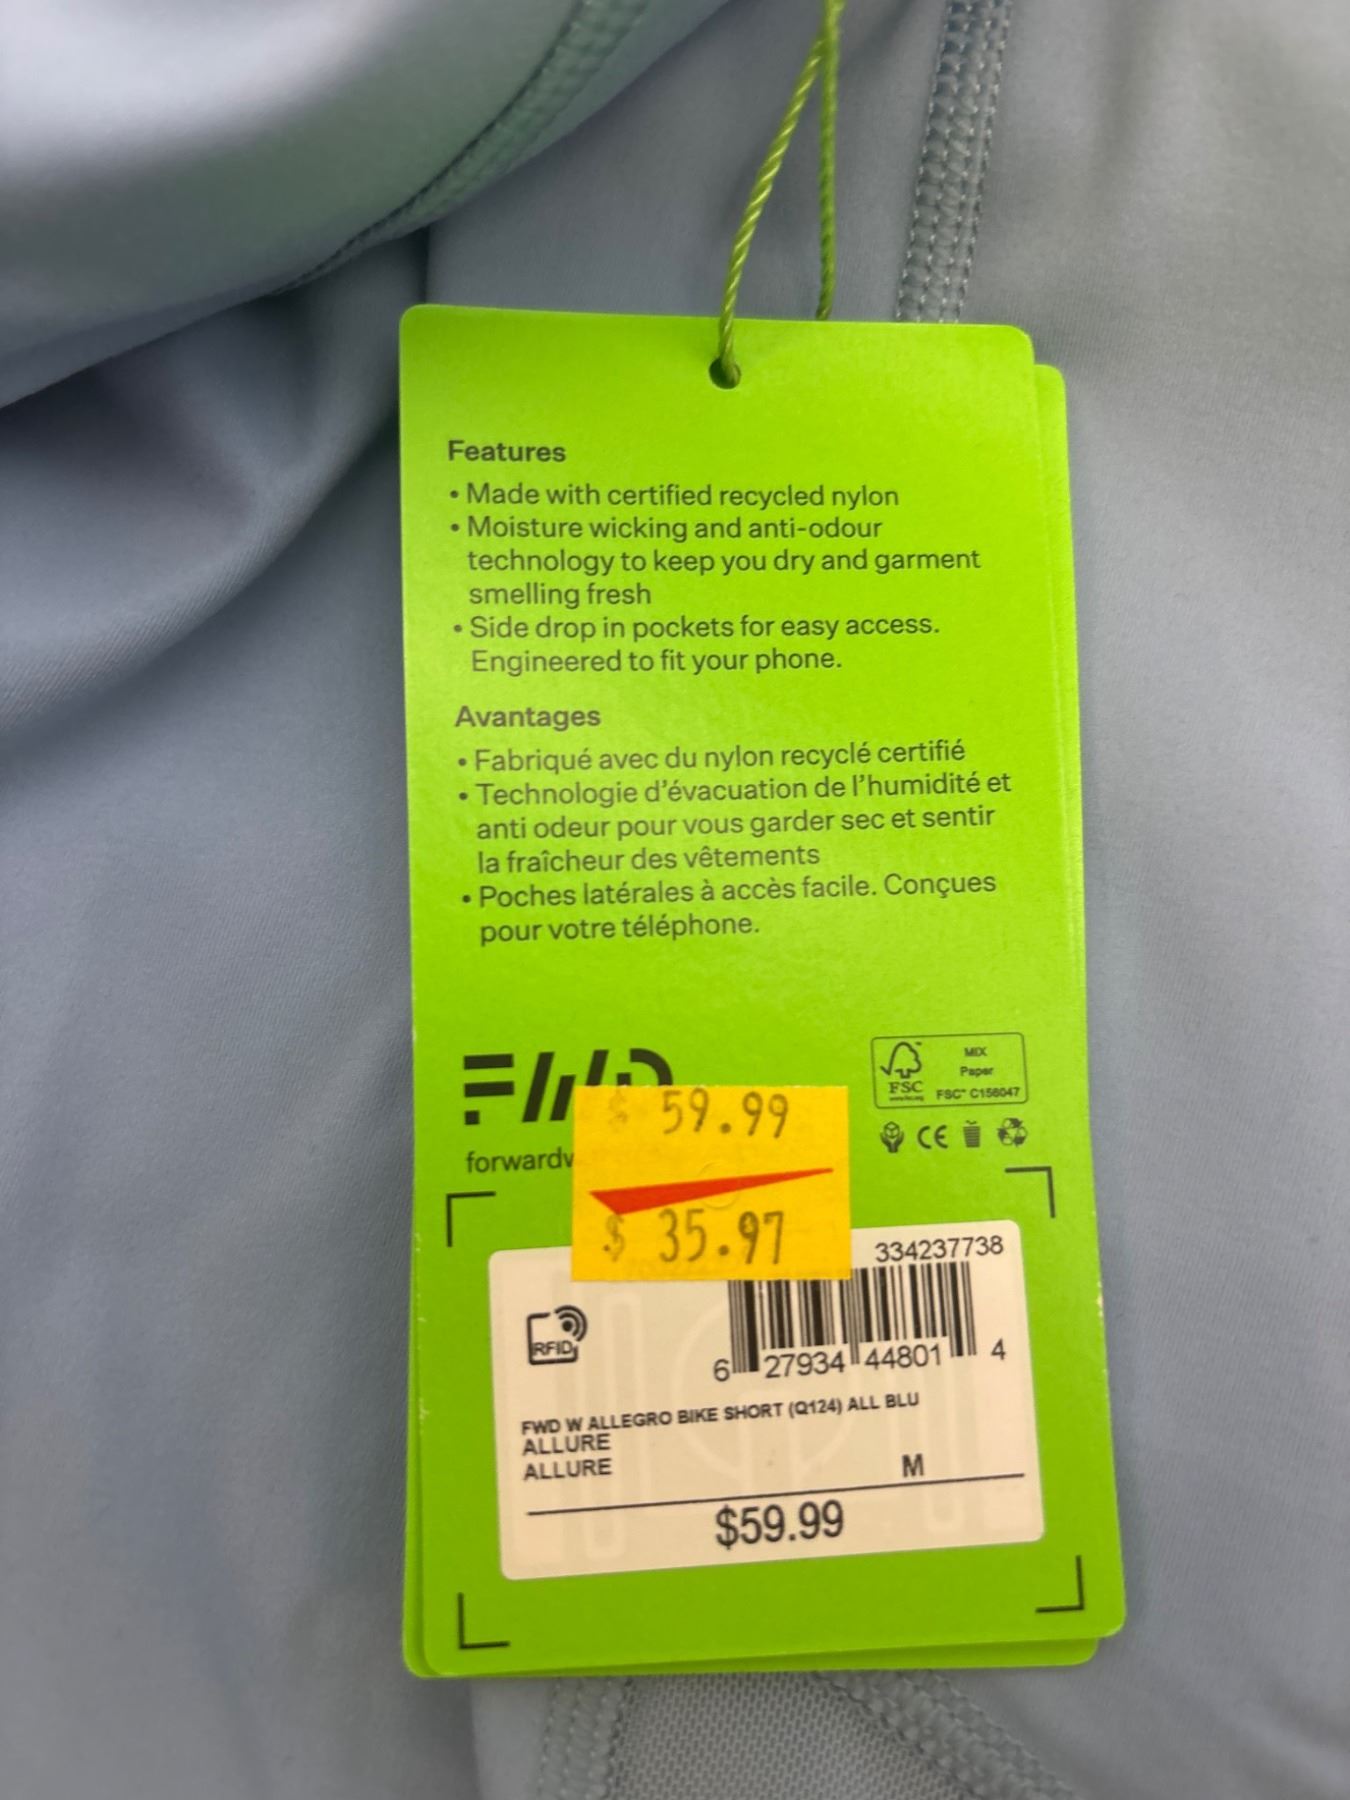 Features
• Made with certified recycled nylon
• Moisture wicking and anti-odour
technology to keep you dry and garment
smelling fresh
• Side drop in pockets for easy access.
Engineered to fit your phone.
Avantages
• Fabriqué avec du nylon recyclé certifié
• Technologie d'évacuation de l'humidité et
anti odeur pour vous garder sec et sentir
la fraîcheur des vêtements
• Poches latérales à accès facile. Conçues
pour votre téléphone.
FWD
MIX
Paper
FSC
FSC™ C156047
CE
$ 59.99
$ 35.97
334237738
RFID
6 27934 44801 4
FWD W ALLEGRO BIKE SHORT (Q124) ALL BLU
ALLURE
ALLURE M
$59.99